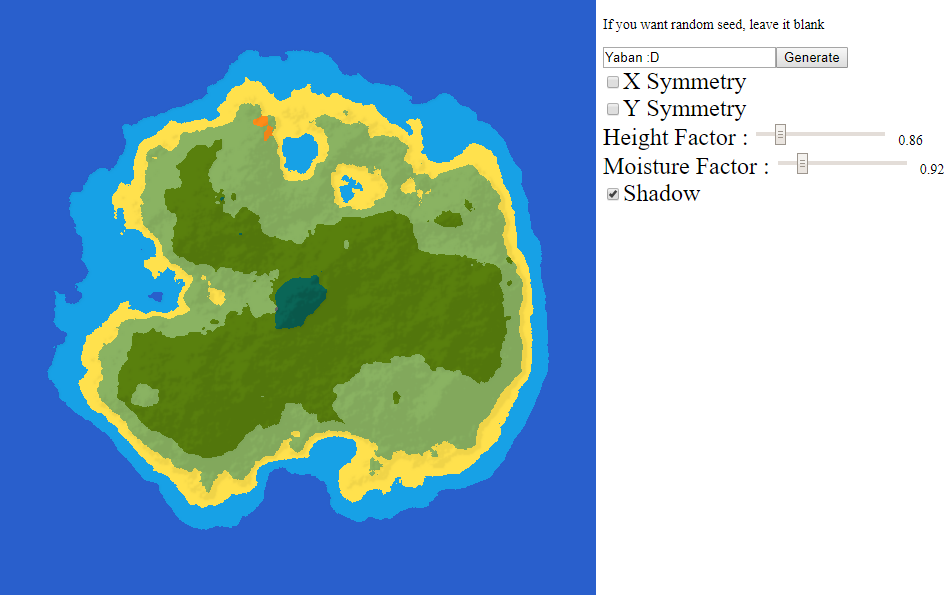 If you want random seed, leave it blank
Yaban :D Generate
X Symmetry
Y Symmetry
Height Factor : 0.86
Moisture Factor : 0.92
Shadow